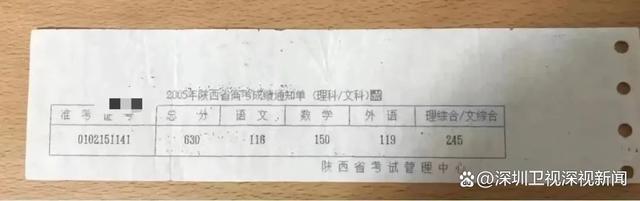 2005年陕西省高考成绩通知单（理科/文科）
准考证号 总分 语文 数学 外语 理综合/文综合
0102151141 630 116 150 119 245
陕西省考试管理中心
深圳卫视深视新闻